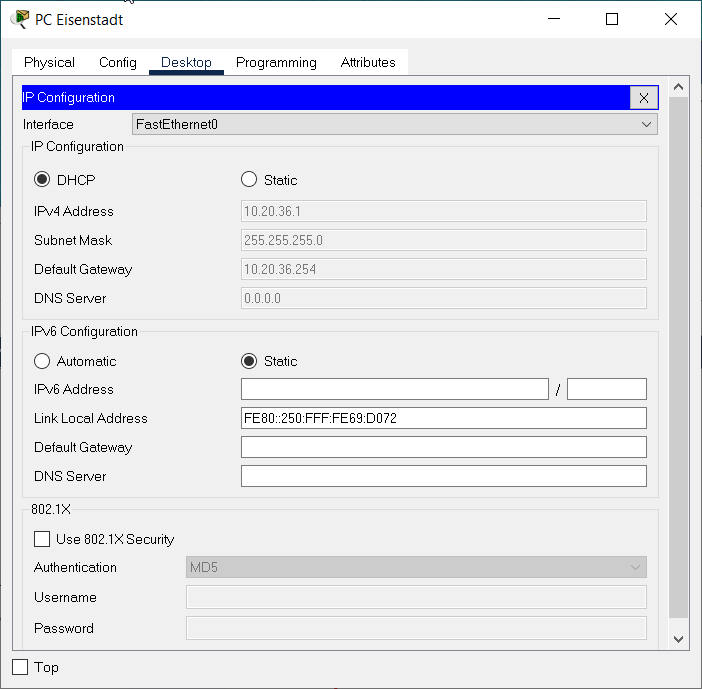 PC Eisenstadt
Physical Config Desktop Programming Attributes
IP Configuration X
Interface FastEthernet0
IP Configuration
DHCP Static
IPv4 Address 10.20.36.1
Subnet Mask 255.255.255.0
Default Gateway 10.20.36.254
DNS Server 0.0.0.0
IPv6 Configuration
Automatic Static
IPv6 Address /
Link Local Address FE80::250:FFF:FE69:D072
Default Gateway
DNS Server
802.1X
Use 802.1X Security
Authentication MD5
Username
Password
Top